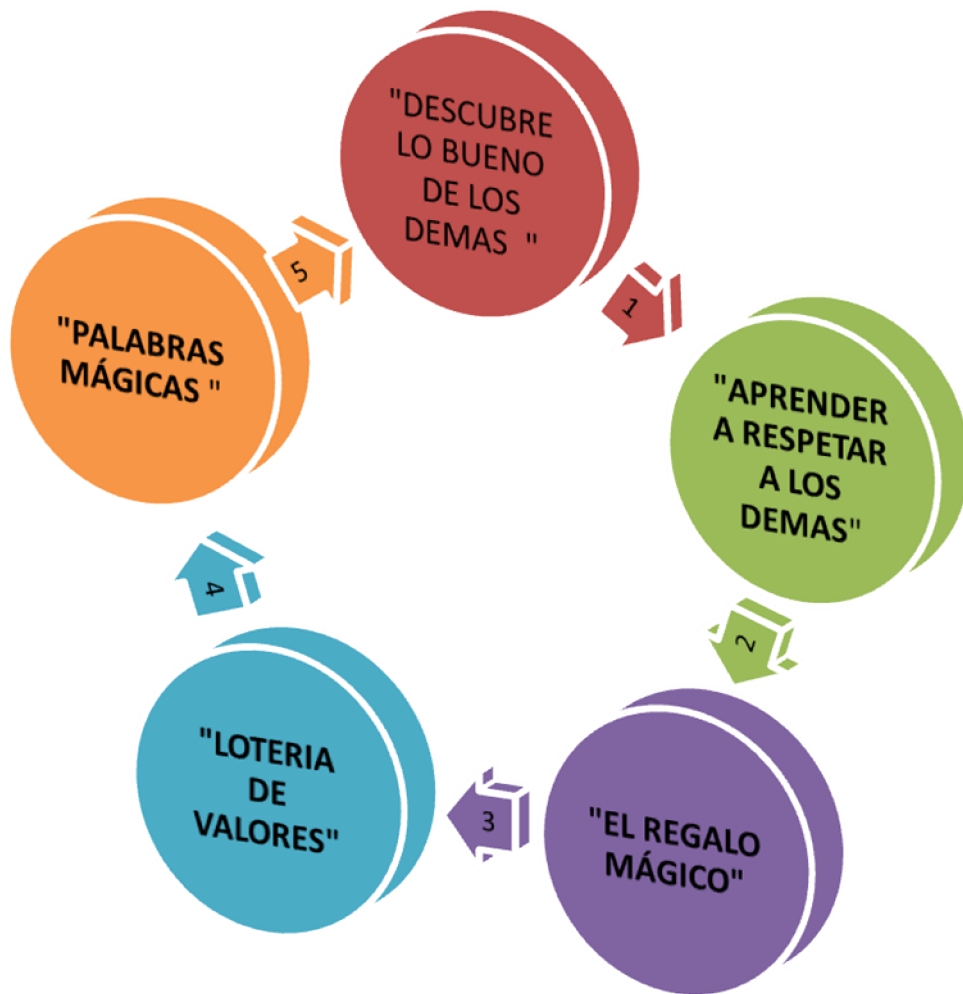 "DESCUBRE
LO BUENO
DE LOS
DEMAS "
1
"APRENDER
A RESPETAR
A LOS
DEMAS"
2
"EL REGALO
MÁGICO"
3
"LOTERIA
DE
VALORES"
4
"PALABRAS
MÁGICAS "
5